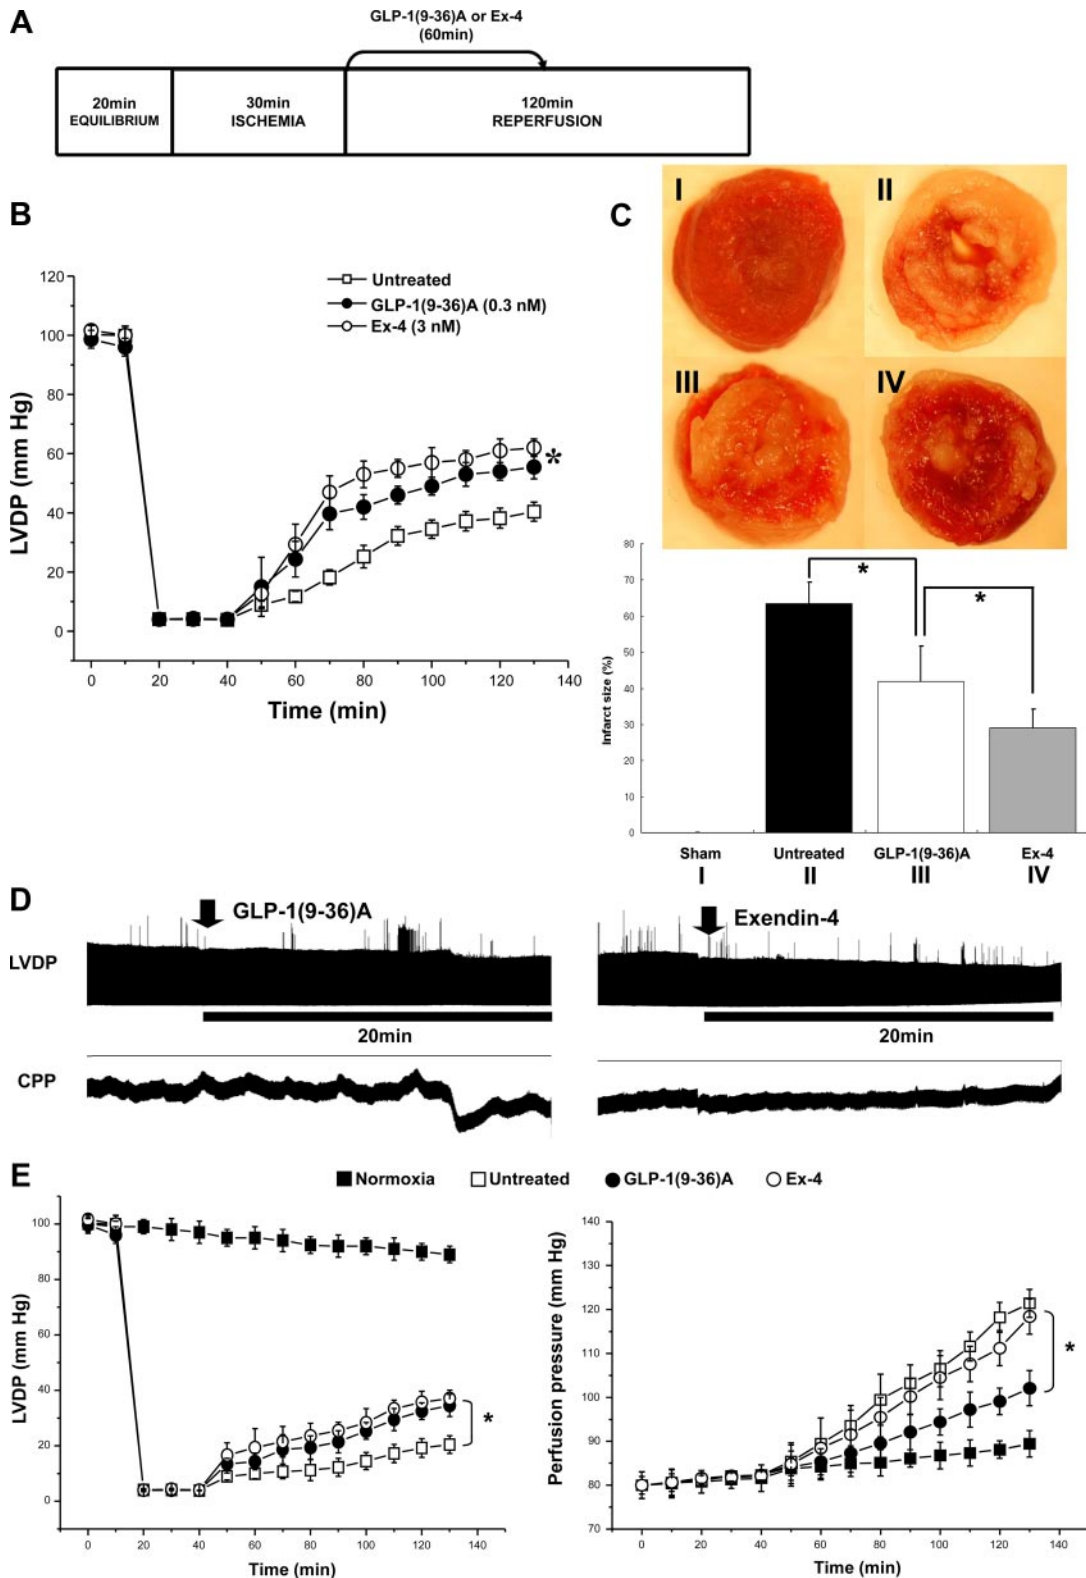 A
GLP-1(9-36)A or Ex-4
(60min)
20min
EQUILIBRIUM
30min
ISCHEMIA
120min
REPERFUSION
B
120
100
80
60
40
20
0
LVDP (mm Hg)
Untreated
GLP-1(9-36)A (0.3 nM)
Ex-4 (3 nM)
*
0 20 40 60 80 100 120 140
Time (min)
C
I
II
III
IV
80
70
60
50
40
30
20
10
0
Infarct size (%)
*
*
Sham
I
Untreated
II
GLP-1(9-36)A
III
Ex-4
IV
D
GLP-1(9-36)A
LVDP
20min
CPP
Exendin-4
20min
E
Normoxia
Untreated
GLP-1(9-36)A
Ex-4
100
80
60
40
20
0
LVDP (mm Hg)
*
0 20 40 60 80 100 120 140
Time (min)
140
130
120
110
100
90
80
70
Perfusion pressure (mm Hg)
*
0 20 40 60 80 100 120 140
Time (min)